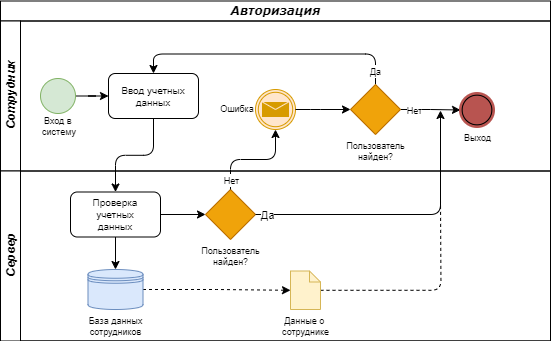 Авторизация
Сотрудник
Вход в
систему
Ввод учетных
данных
Ошибка
Да
Пользователь
найден?
Нет
Выход
Сервер
Проверка
учетных
данных
Нет
Пользователь
найден?
Да
База данных
сотрудников
Данные о
сотруднике